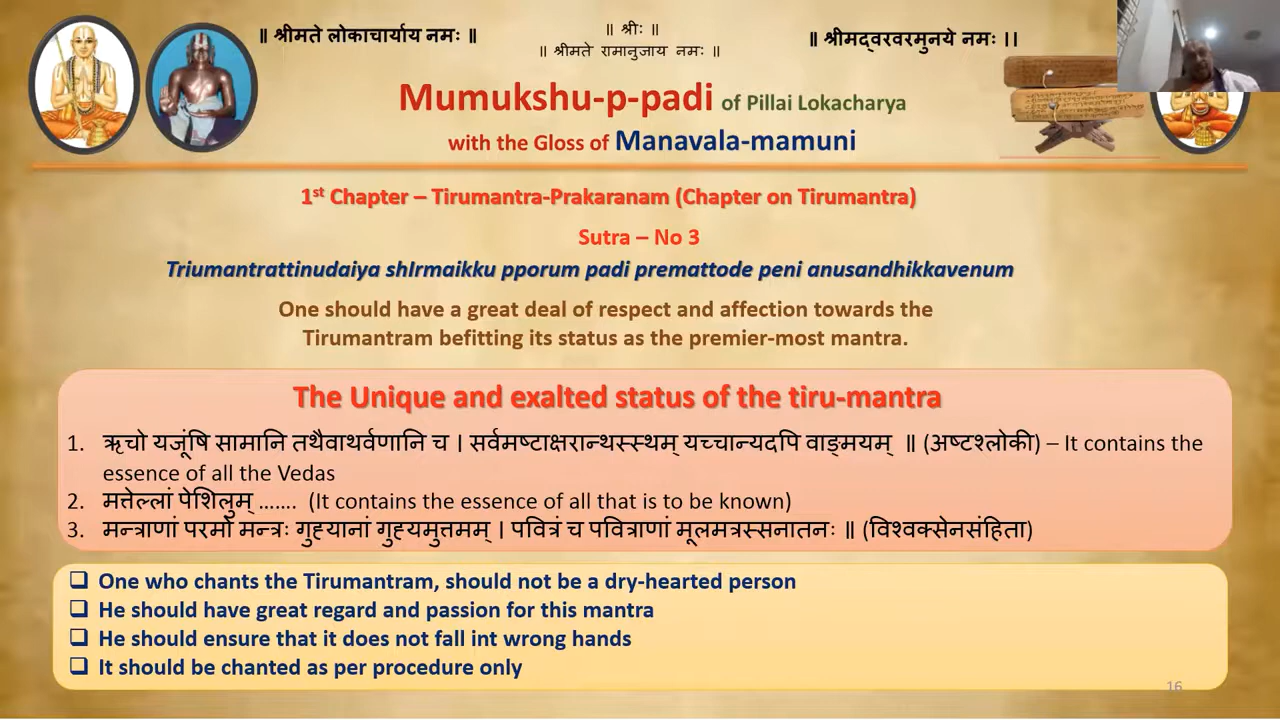 ॥ श्रीमते लोकाचार्याय नमः ॥
॥ श्रीः ॥
॥ श्रीमते रामानुजाय नमः ॥
॥ श्रीमद्वरवरमुनये नमः ।।
Mumukshu-p-padi of Pillai Lokacharya
with the Gloss of Manavala-mamuni
1st Chapter – Tirumantra-Prakaranam (Chapter on Tirumantra)
Sutra – No 3
Triumantrattinudaiya shIrmaikku pporum padi premattode peni anusandhikkavenum
One should have a great deal of respect and affection towards the
Tirumantram befitting its status as the premier-most mantra.
The Unique and exalted status of the tiru-mantra
1. ऋचो यजूंषि सामानि तथैवाथर्वणानि च । सर्वमष्टाक्षरान्थस्स्थम् यच्चान्यदपि वाङ्मयम् ॥ (अष्टश्लोकी) – It contains the
essence of all the Vedas
2. मत्तेल्लां पेशिलुम् ....... (It contains the essence of all that is to be known)
3. मन्त्राणां परमो मन्त्रः गुह्यानां गुह्यमुत्तमम् । पवित्रं च पवित्राणां मूलमत्रस्सनातनः ॥ (विश्वक्सेनसंहिता)
One who chants the Tirumantram, should not be a dry-hearted person
He should have great regard and passion for this mantra
He should ensure that it does not fall int wrong hands
It should be chanted as per procedure only
16